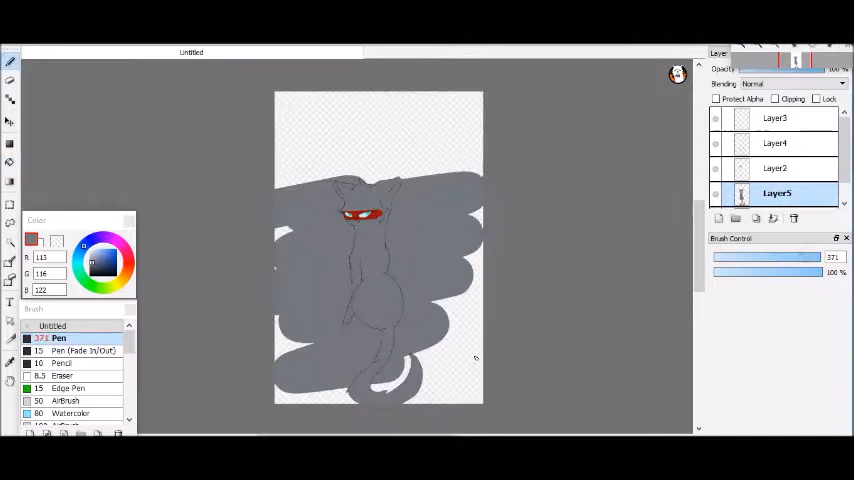 Untitled
Layer
Opacity 100 %
Blending Normal
Protect Alpha Clipping Lock
Layer3
Layer4
Layer2
Layer5
Color
R 113
G 116
B 122
Brush Control
371
100 %
Brush
Untitled
371 Pen
15 Pen (Fade In/Out)
10 Pencil
8.5 Eraser
15 Edge Pen
50 AirBrush
80 Watercolor
100 AirBrush
T